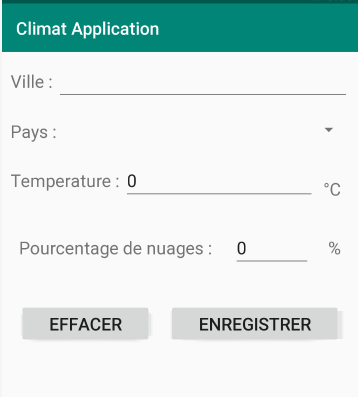 Climat Application
Ville :
Pays :
Temperature : 0 °C
Pourcentage de nuages : 0 %
EFFACER ENREGISTRER